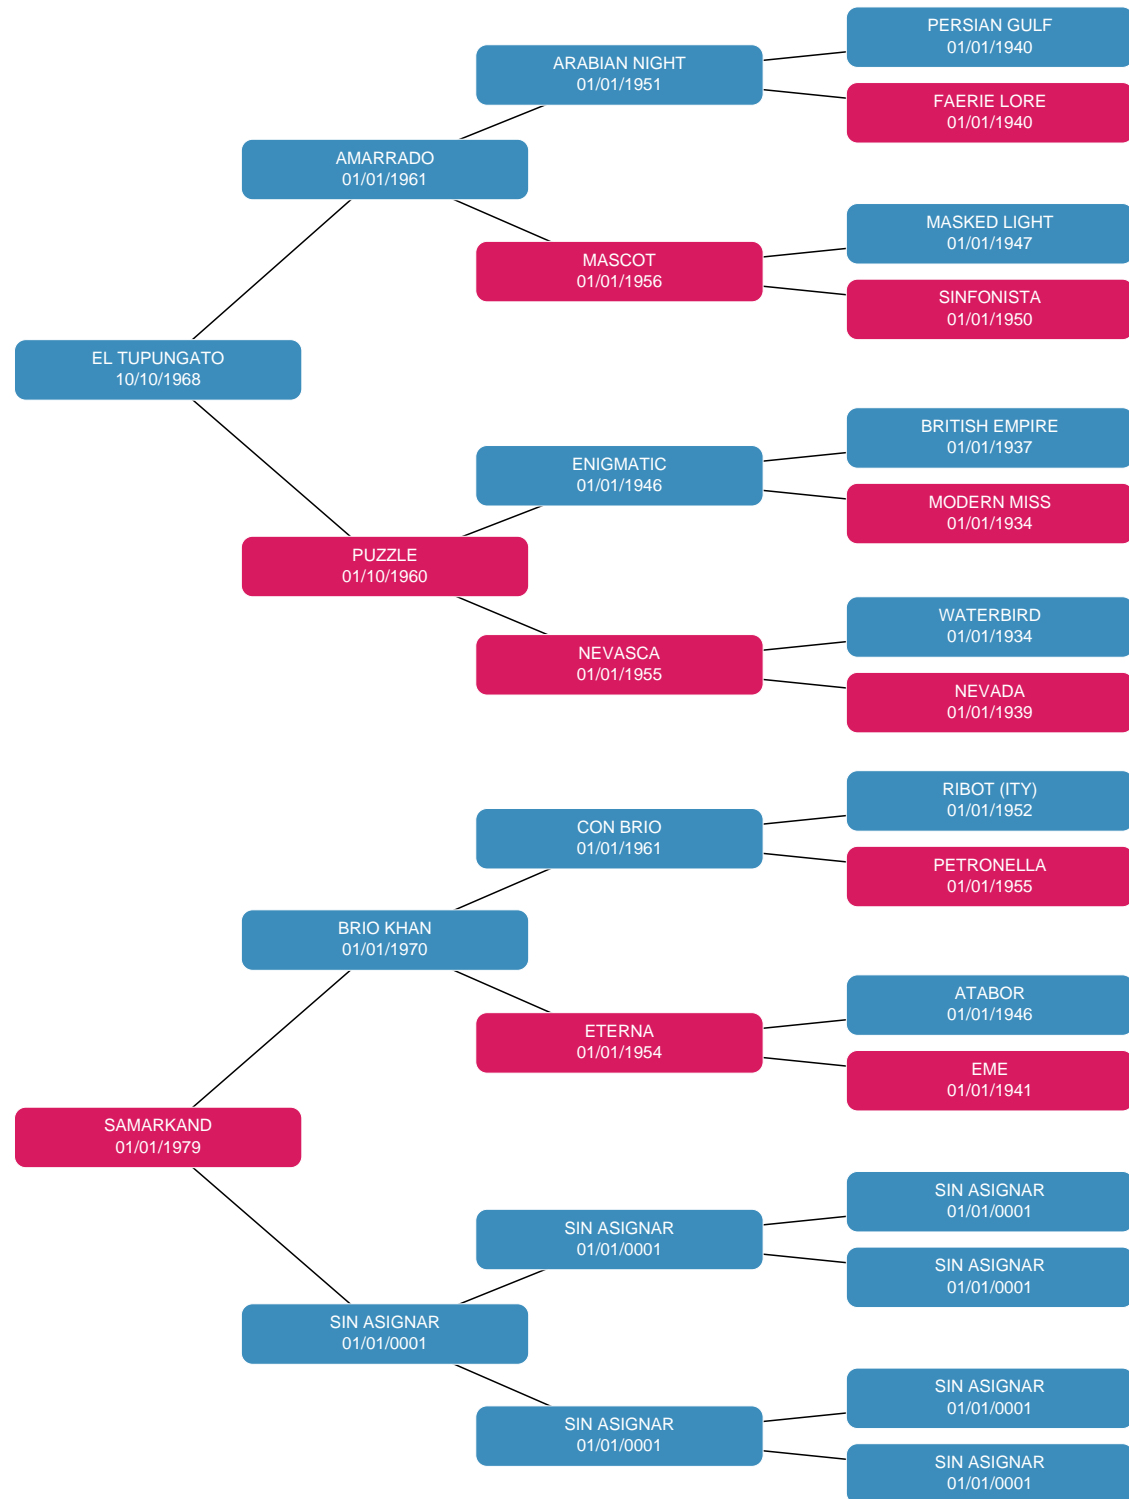 PERSIAN GULF
01/01/1940
ARABIAN NIGHT
01/01/1951
FAERIE LORE
01/01/1940
AMARRADO
01/01/1961
MASKED LIGHT
01/01/1947
MASCOT
01/01/1956
SINFONISTA
01/01/1950
EL TUPUNGATO
10/10/1968
BRITISH EMPIRE
01/01/1937
ENIGMATIC
01/01/1946
MODERN MISS
01/01/1934
PUZZLE
01/10/1960
WATERBIRD
01/01/1934
NEVASCA
01/01/1955
NEVADA
01/01/1939
RIBOT (ITY)
01/01/1952
CON BRIO
01/01/1961
PETRONELLA
01/01/1955
BRIO KHAN
01/01/1970
ATABOR
01/01/1946
ETERNA
01/01/1954
EME
01/01/1941
SAMARKAND
01/01/1979
SIN ASIGNAR
01/01/0001
SIN ASIGNAR
01/01/0001
SIN ASIGNAR
01/01/0001
SIN ASIGNAR
01/01/0001
SIN ASIGNAR
01/01/0001
SIN ASIGNAR
01/01/0001
SIN ASIGNAR
01/01/0001